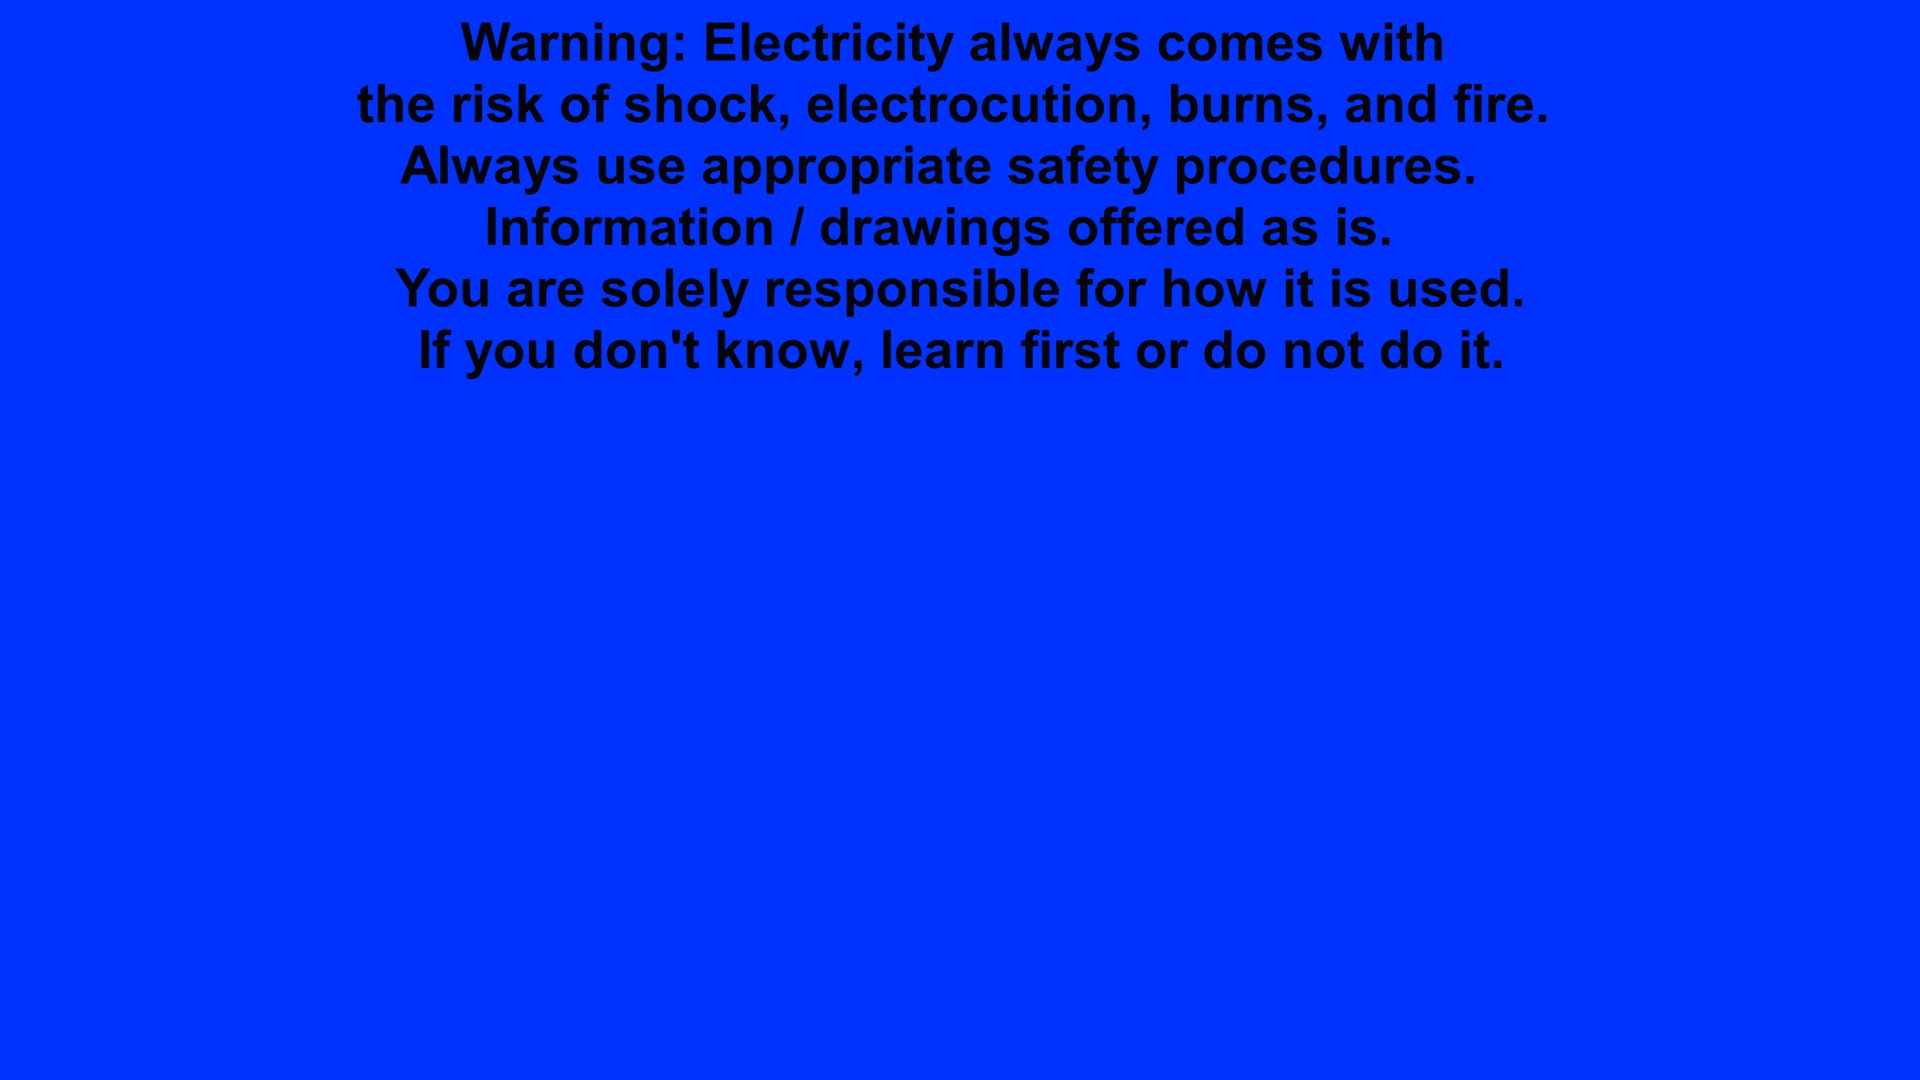 Warning: Electricity always comes with
the risk of shock, electrocution, burns, and fire.
Always use appropriate safety procedures.
Information / drawings offered as is.
You are solely responsible for how it is used.
If you don't know, learn first or do not do it.